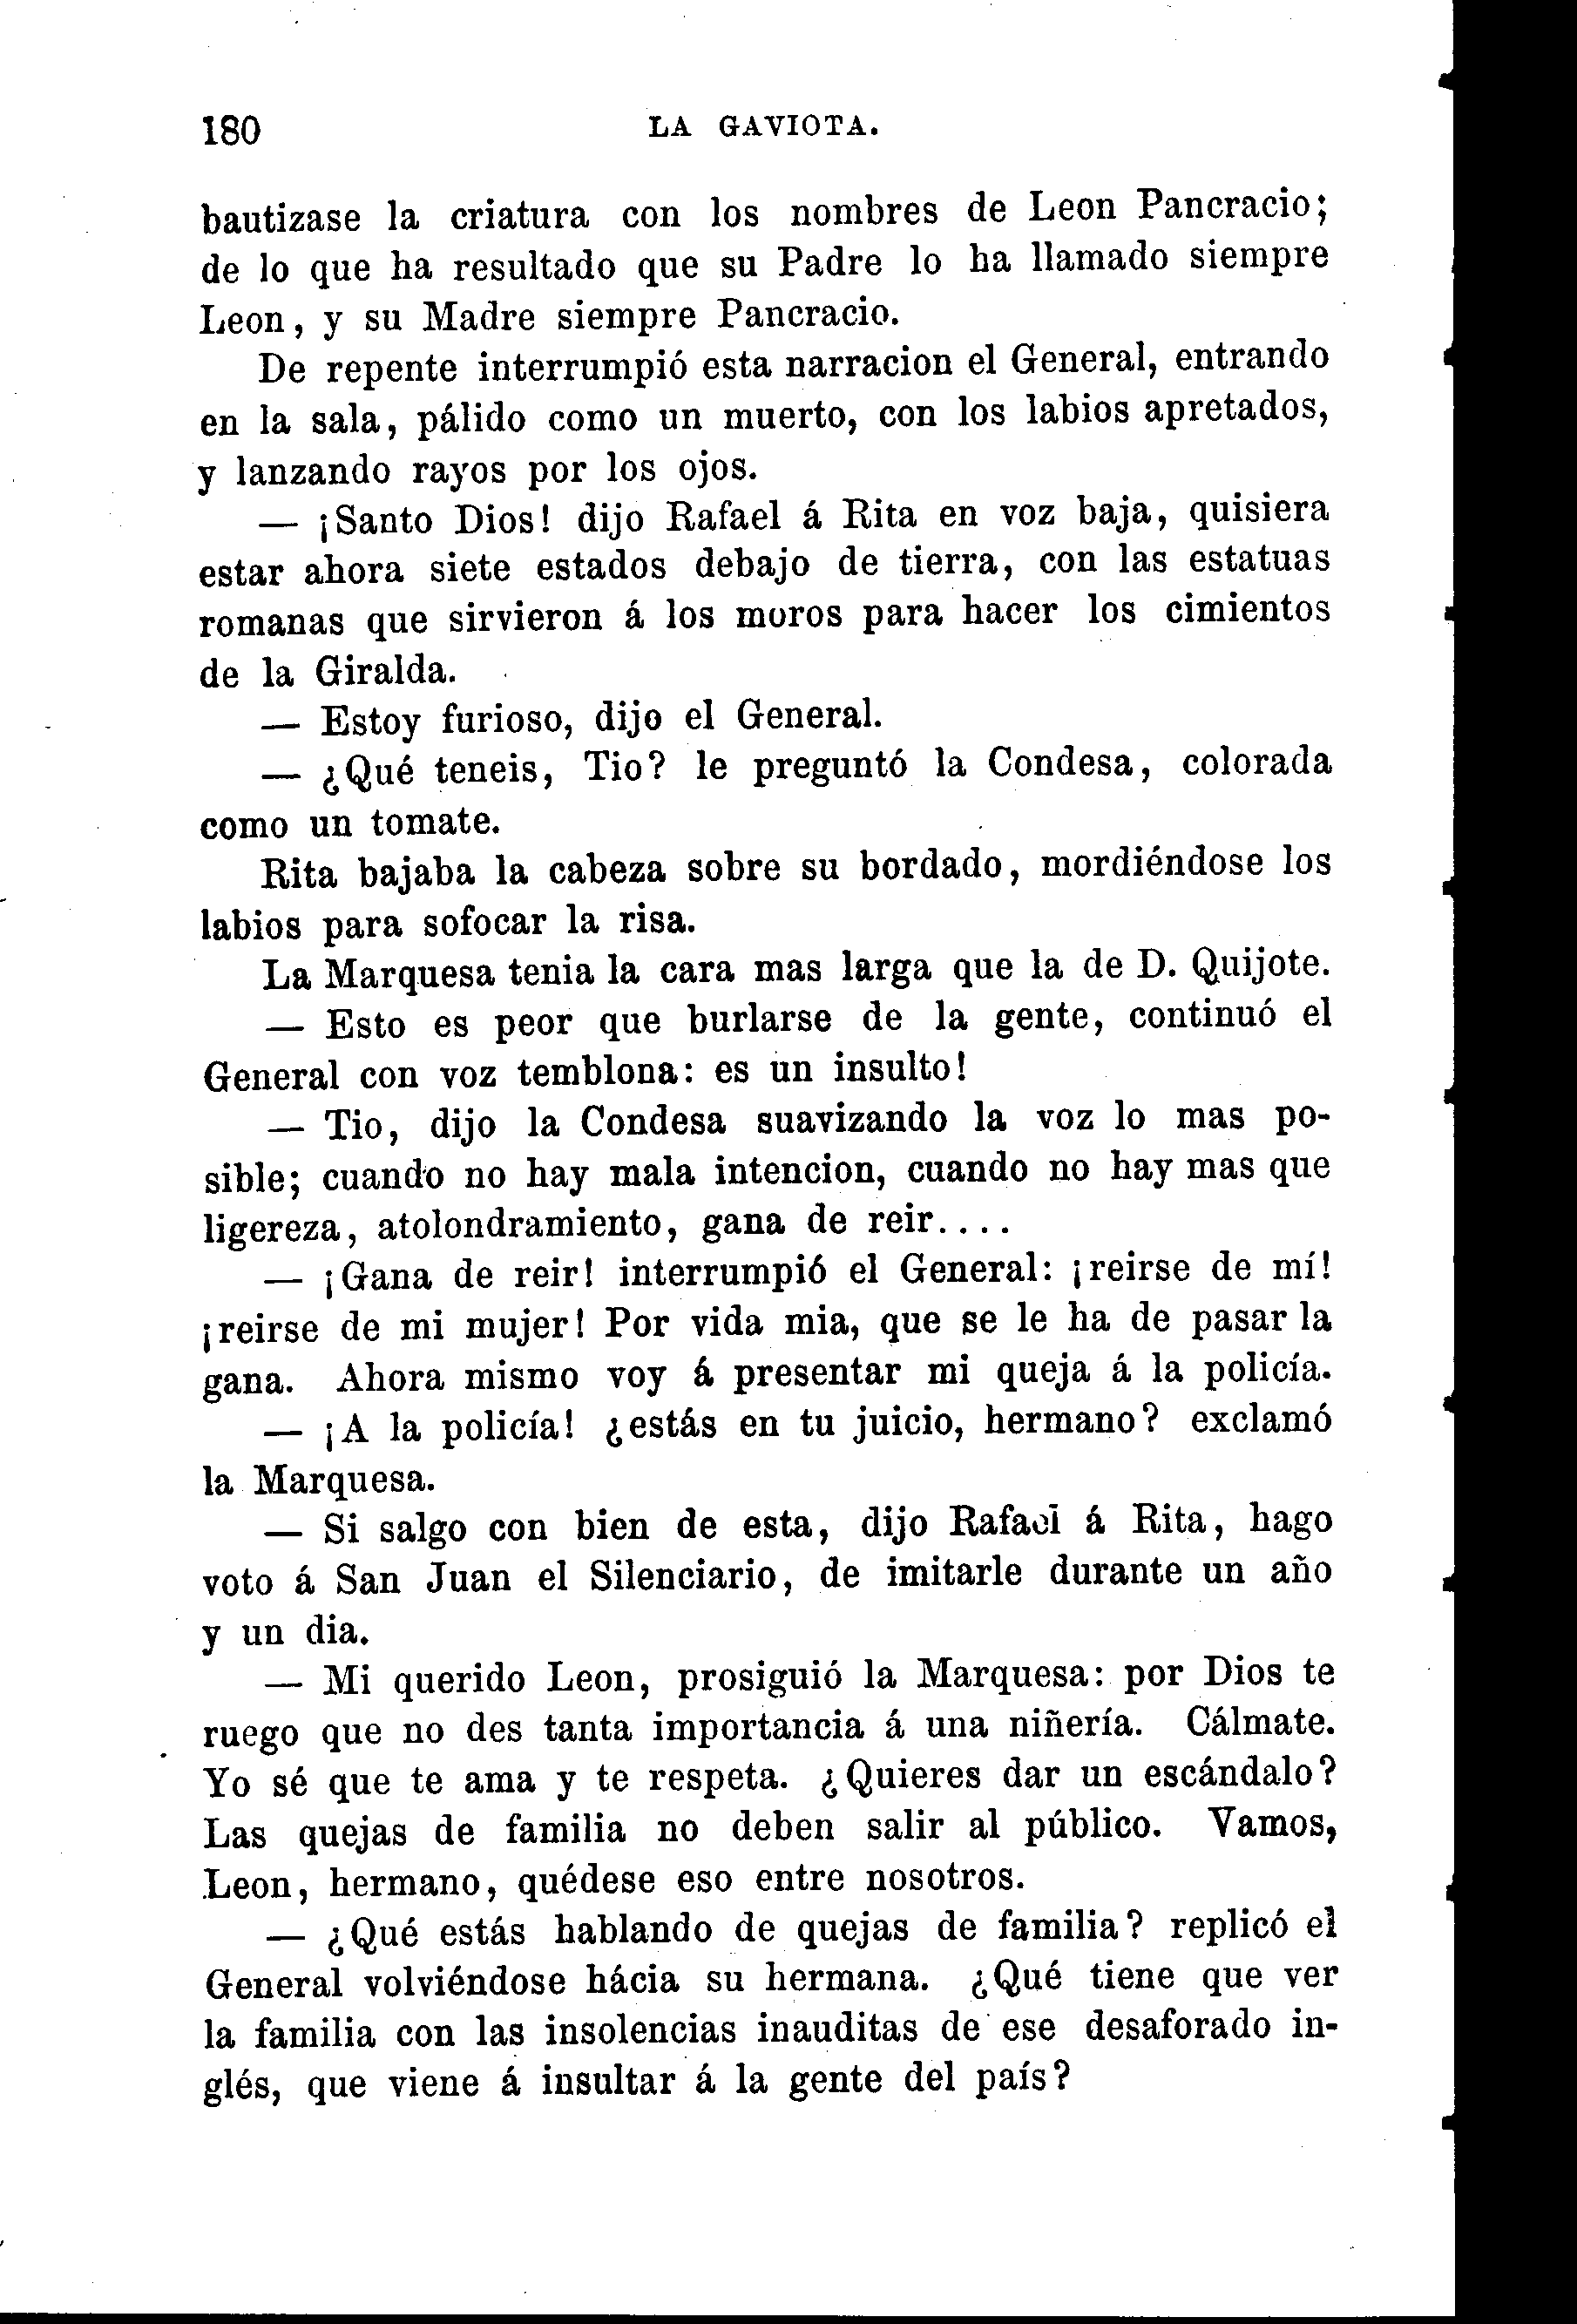 180 LA GAVIOTA.
bautizase la criatura con los nombres de Leon Pancracio;
de lo que ha resultado que su Padre lo ha llamado siempre
Leon, y su Madre siempre Pancracio.
De repente interrumpió esta narracion el General, entrando
en la sala, pálido como un muerto, con los labios apretados,
y lanzando rayos por los ojos.
— ¡Santo Dios! dijo Rafael á Rita en voz baja, quisiera
estar ahora siete estados debajo de tierra, con las estatuas
romanas que sirvieron á los moros para hacer los cimientos
de la Giralda.
— Estoy furioso, dijo el General.
— ¿Qué teneis, Tio? le preguntó la Condesa, colorada
como un tomate.
Rita bajaba la cabeza sobre su bordado, mordiéndose los
labios para sofocar la risa.
La Marquesa tenia la cara mas larga que la de D. Quijote.
— Esto es peor que burlarse de la gente, continuó el
General con voz temblona: es un insulto!
— Tio, dijo la Condesa suavizando la voz lo mas po-
sible; cuando no hay mala intencion, cuando no hay mas que
ligereza, atolondramiento, gana de reir....
— ¡Gana de reir! interrumpió el General: ¡reirse de mí!
¡reirse de mi mujer! Por vida mia, que se le ha de pasar la
gana. Ahora mismo voy á presentar mi queja á la policía.
— ¡A la policía! ¿estás en tu juicio, hermano? exclamó
la Marquesa.
— Si salgo con bien de esta, dijo Rafael á Rita, hago
voto á San Juan el Silenciario, de imitarle durante un año
y un dia.
— Mi querido Leon, prosiguió la Marquesa: por Dios te
ruego que no des tanta importancia á una niñería. Cálmate.
Yo sé que te ama y te respeta. ¿Quieres dar un escándalo?
Las quejas de familia no deben salir al público. Vamos,
Leon, hermano, quédese eso entre nosotros.
— ¿Qué estás hablando de quejas de familia? replicó el
General volviéndose hácia su hermana. ¿Qué tiene que ver
la familia con las insolencias inauditas de ese desaforado in-
glés, que viene á insultar á la gente del país?